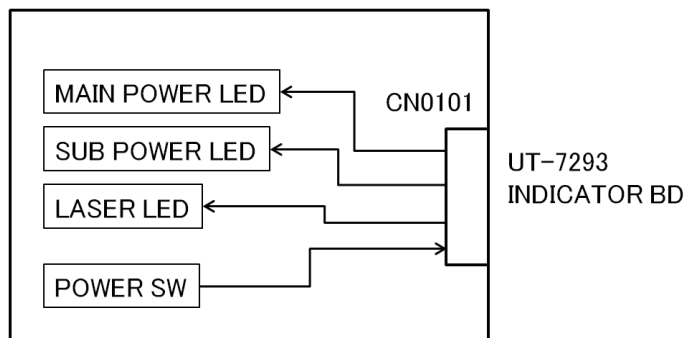 MAIN POWER LED
CN0101
SUB POWER LED
UT-7293
INDICATOR BD
LASER LED
POWER SW